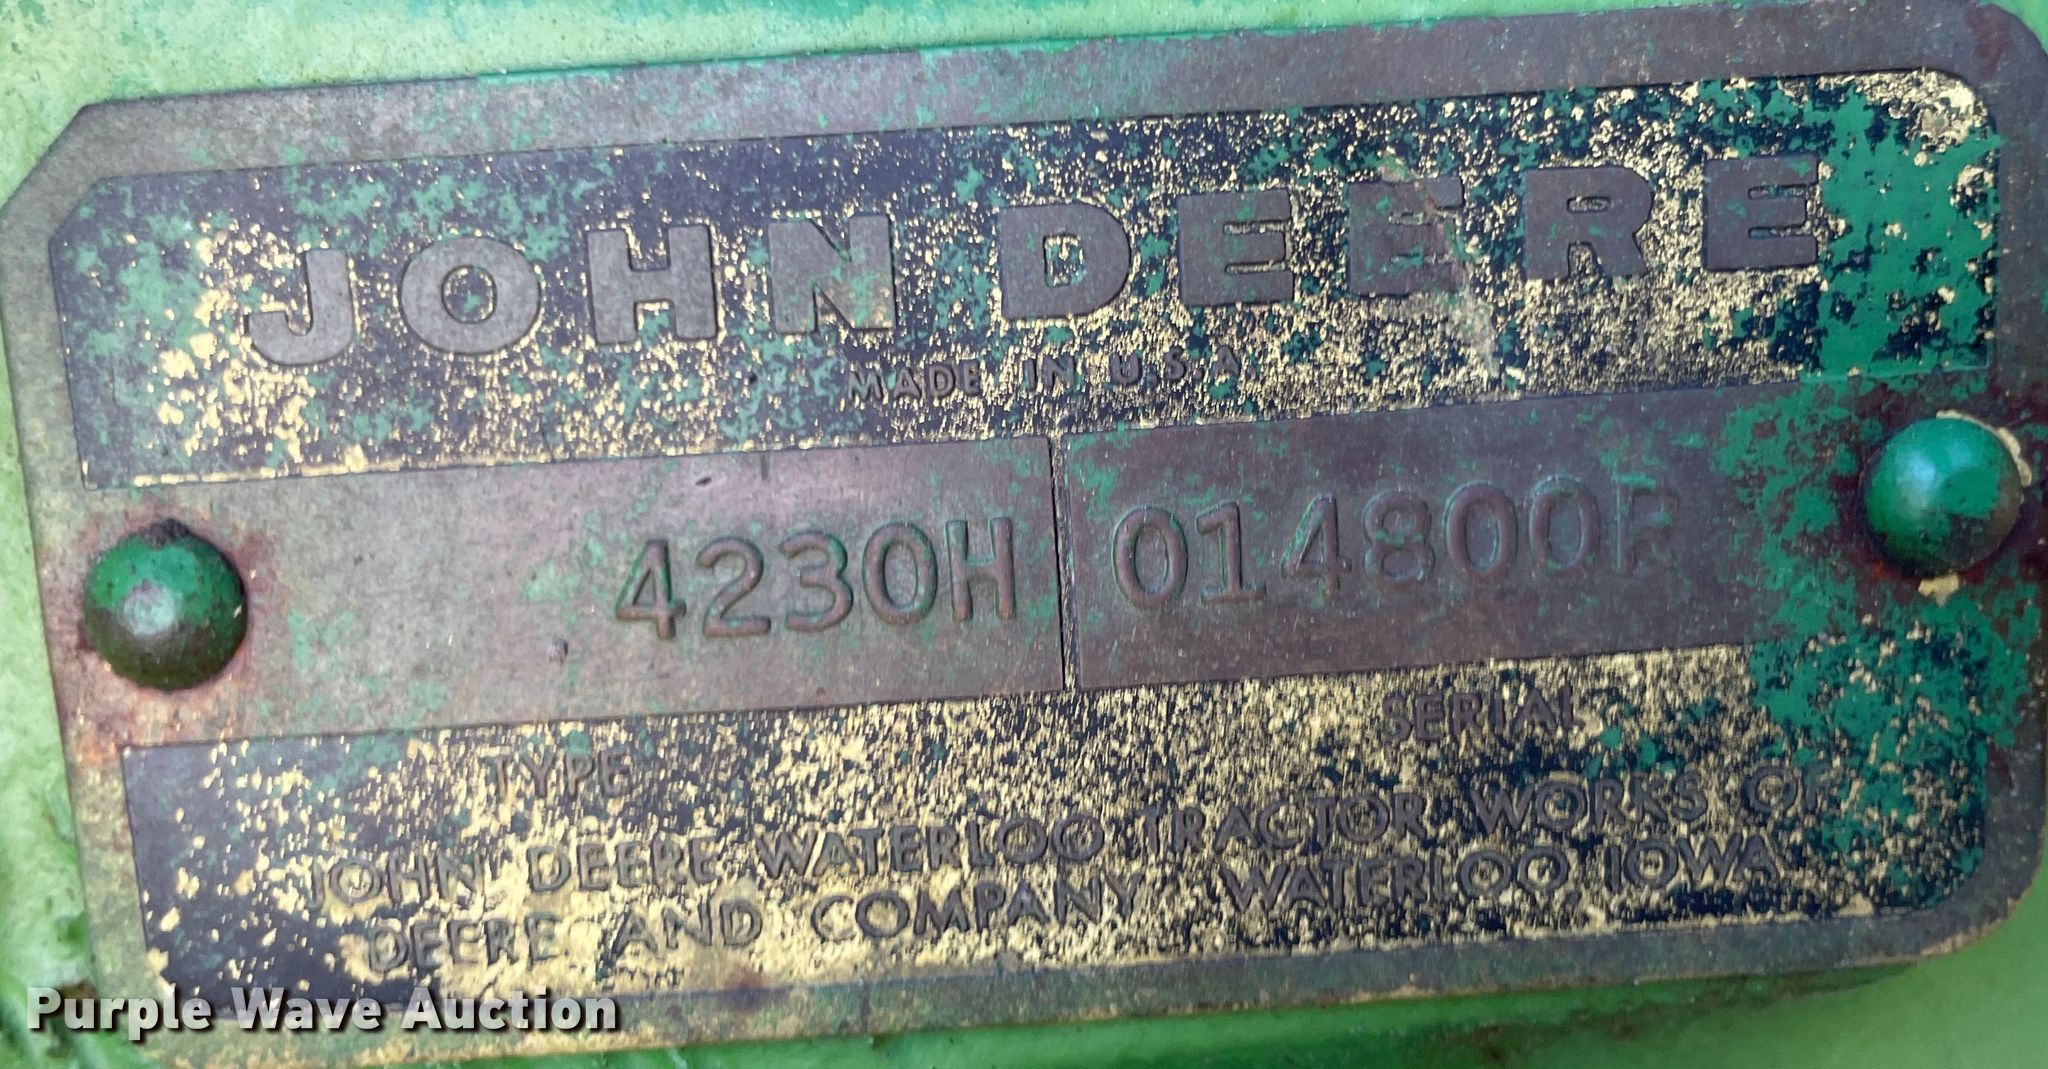 JOHN DEERE
MADE IN U.S.A.
4230H 014800R
TYPE SERIAL
JOHN DEERE WATERLOO TRACTOR WORKS OF
DEERE AND COMPANY, WATERLOO, IOWA
Purple Wave Auction